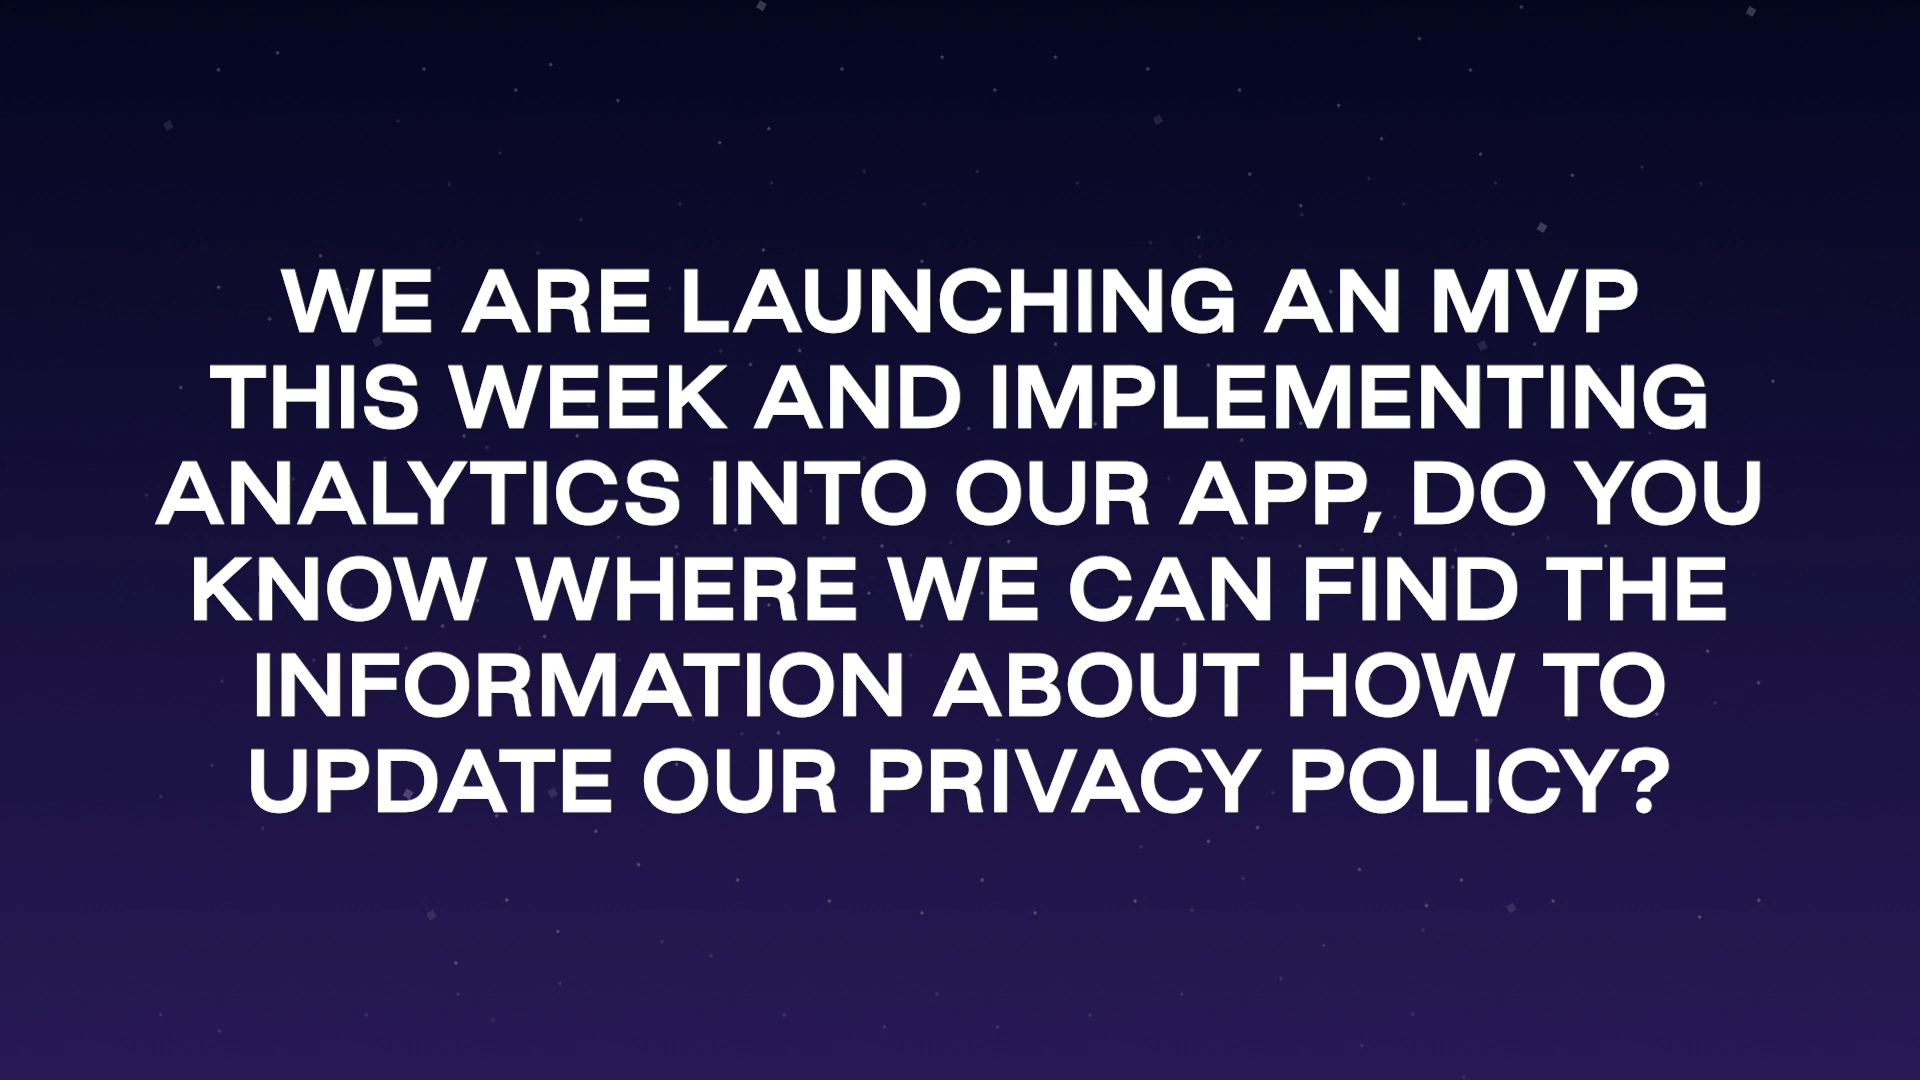 WE ARE LAUNCHING AN MVP
THIS WEEK AND IMPLEMENTING
ANALYTICS INTO OUR APP, DO YOU
KNOW WHERE WE CAN FIND THE
INFORMATION ABOUT HOW TO
UPDATE OUR PRIVACY POLICY?